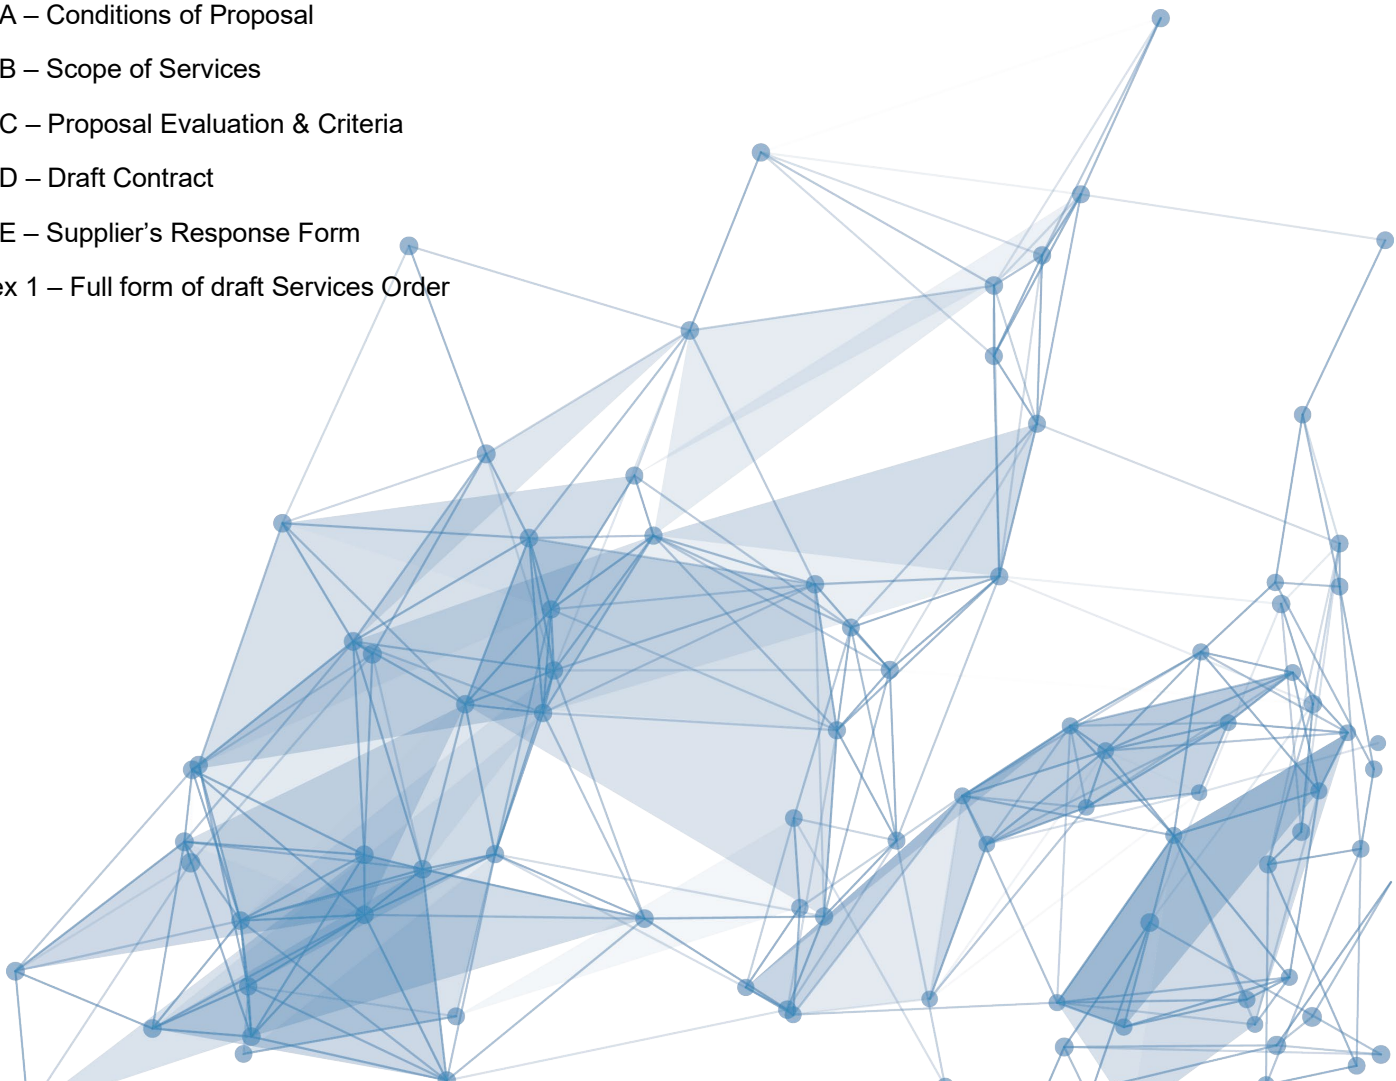 A – Conditions of Proposal
B – Scope of Services
C – Proposal Evaluation & Criteria
D – Draft Contract
E – Supplier’s Response Form
ex 1 – Full form of draft Services Order